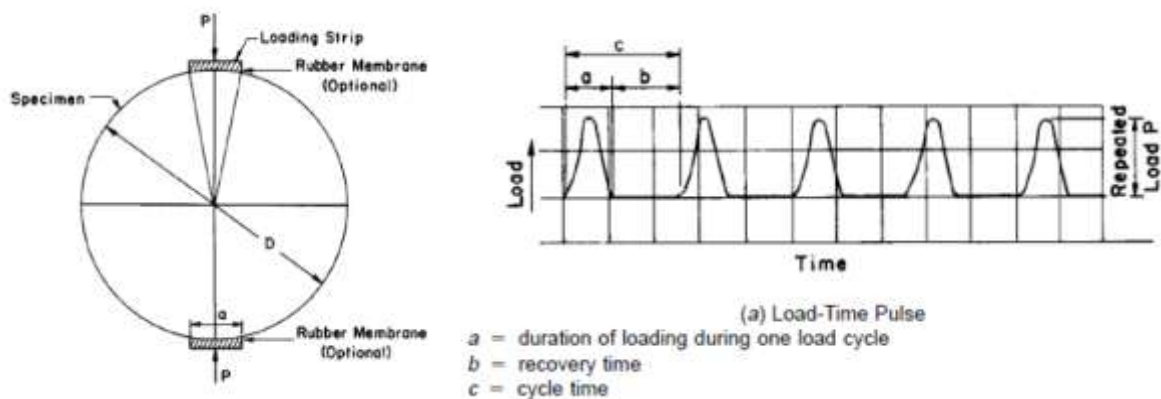 P
Loading Strip
Rubber Membrane
(Optional)
Specimen
D
a
Rubber Membrane
(Optional)
P
c
a
b
Load
Repeated
Load P
Time
(a) Load-Time Pulse
a = duration of loading during one load cycle
b = recovery time
c = cycle time